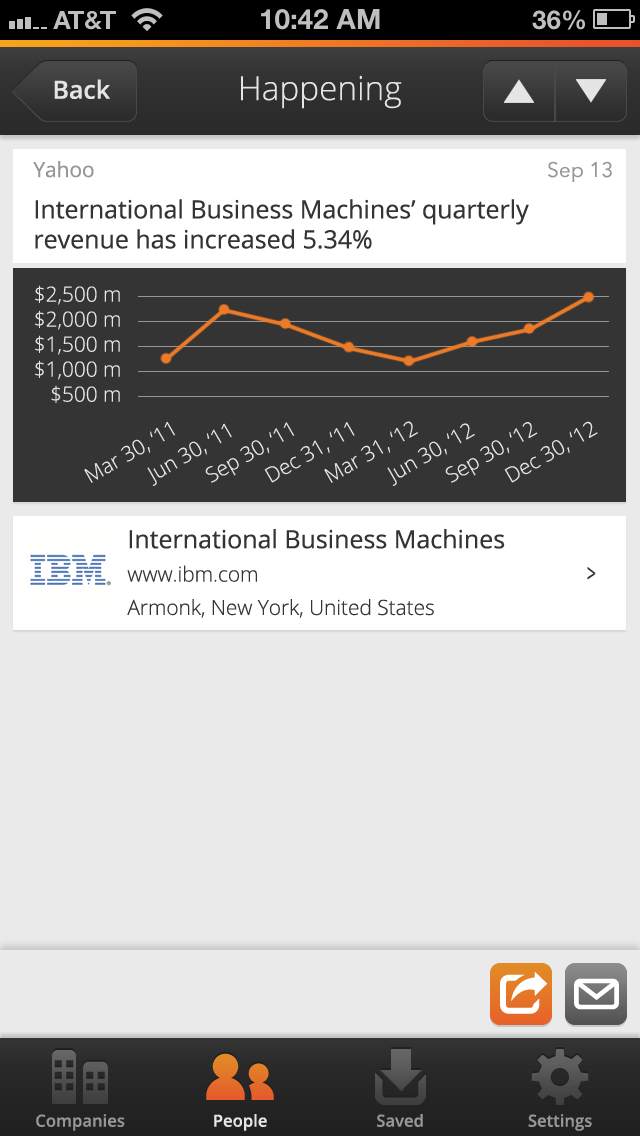 AT&T 10:42 AM 36%
Back Happening
Yahoo Sep 13
International Business Machines’ quarterly
revenue has increased 5.34%
$2,500 m
$2,000 m
$1,500 m
$1,000 m
$500 m
Mar 30, ‘11 Jun 30, ‘11 Sep 30, ‘11 Dec 31, ‘11 Mar 31, ‘12 Jun 30, ‘12 Sep 30, ‘12 Dec 30, ‘12
International Business Machines
IBM®
www.ibm.com
>
Armonk, New York, United States
Companies People Saved Settings